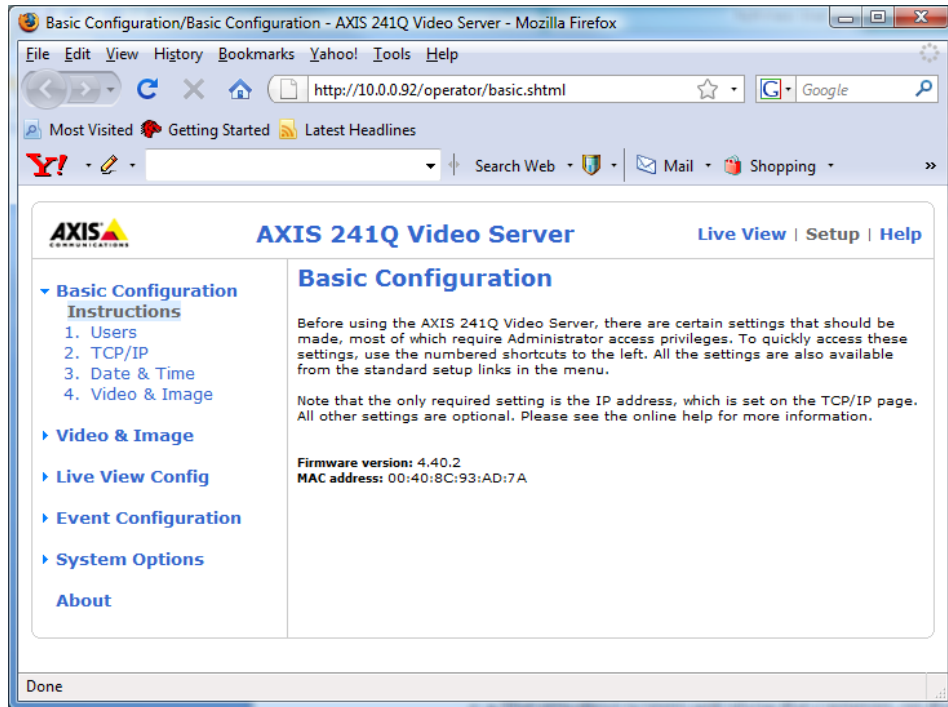 Basic Configuration/Basic Configuration - AXIS 241Q Video Server - Mozilla Firefox
File Edit View History Bookmarks Yahoo! Tools Help
http://10.0.0.92/operator/basic.shtml G Google
Most Visited Getting Started Latest Headlines
Y! Search Web Mail Shopping »
AXIS COMMUNICATIONS AXIS 241Q Video Server Live View | Setup | Help
Basic Configuration
Instructions
1. Users
2. TCP/IP
3. Date & Time
4. Video & Image
Video & Image
Live View Config
Event Configuration
System Options
About
Basic Configuration
Before using the AXIS 241Q Video Server, there are certain settings that should be
made, most of which require Administrator access privileges. To quickly access these
settings, use the numbered shortcuts to the left. All the settings are also available
from the standard setup links in the menu.
Note that the only required setting is the IP address, which is set on the TCP/IP page.
All other settings are optional. Please see the online help for more information.
Firmware version: 4.40.2
MAC address: 00:40:8C:93:AD:7A
Done